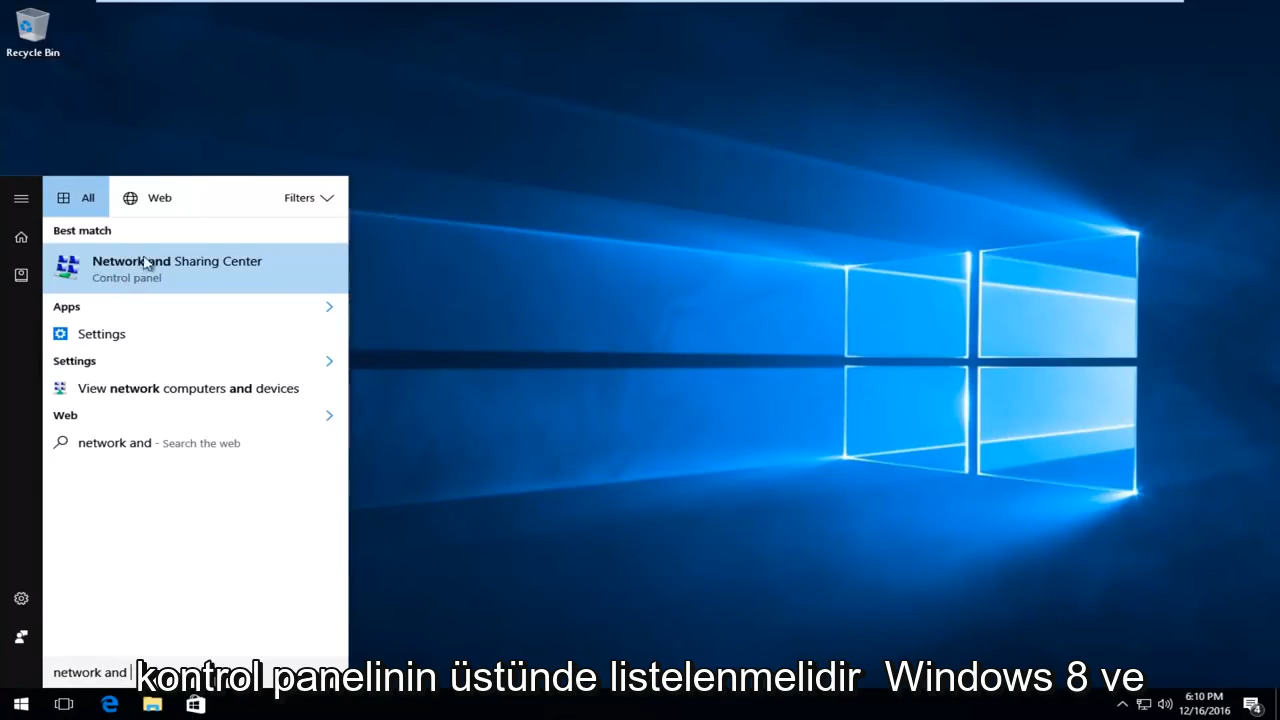 Recycle Bin
All
Web
Filters
Best match
Network and Sharing Center
Control panel
Apps
Settings
Settings
View network computers and devices
Web
network and - Search the web
network and
kontrol panelinin üstünde listelenmelidir Windows 8 ve
6:10 PM
12/16/2016
4